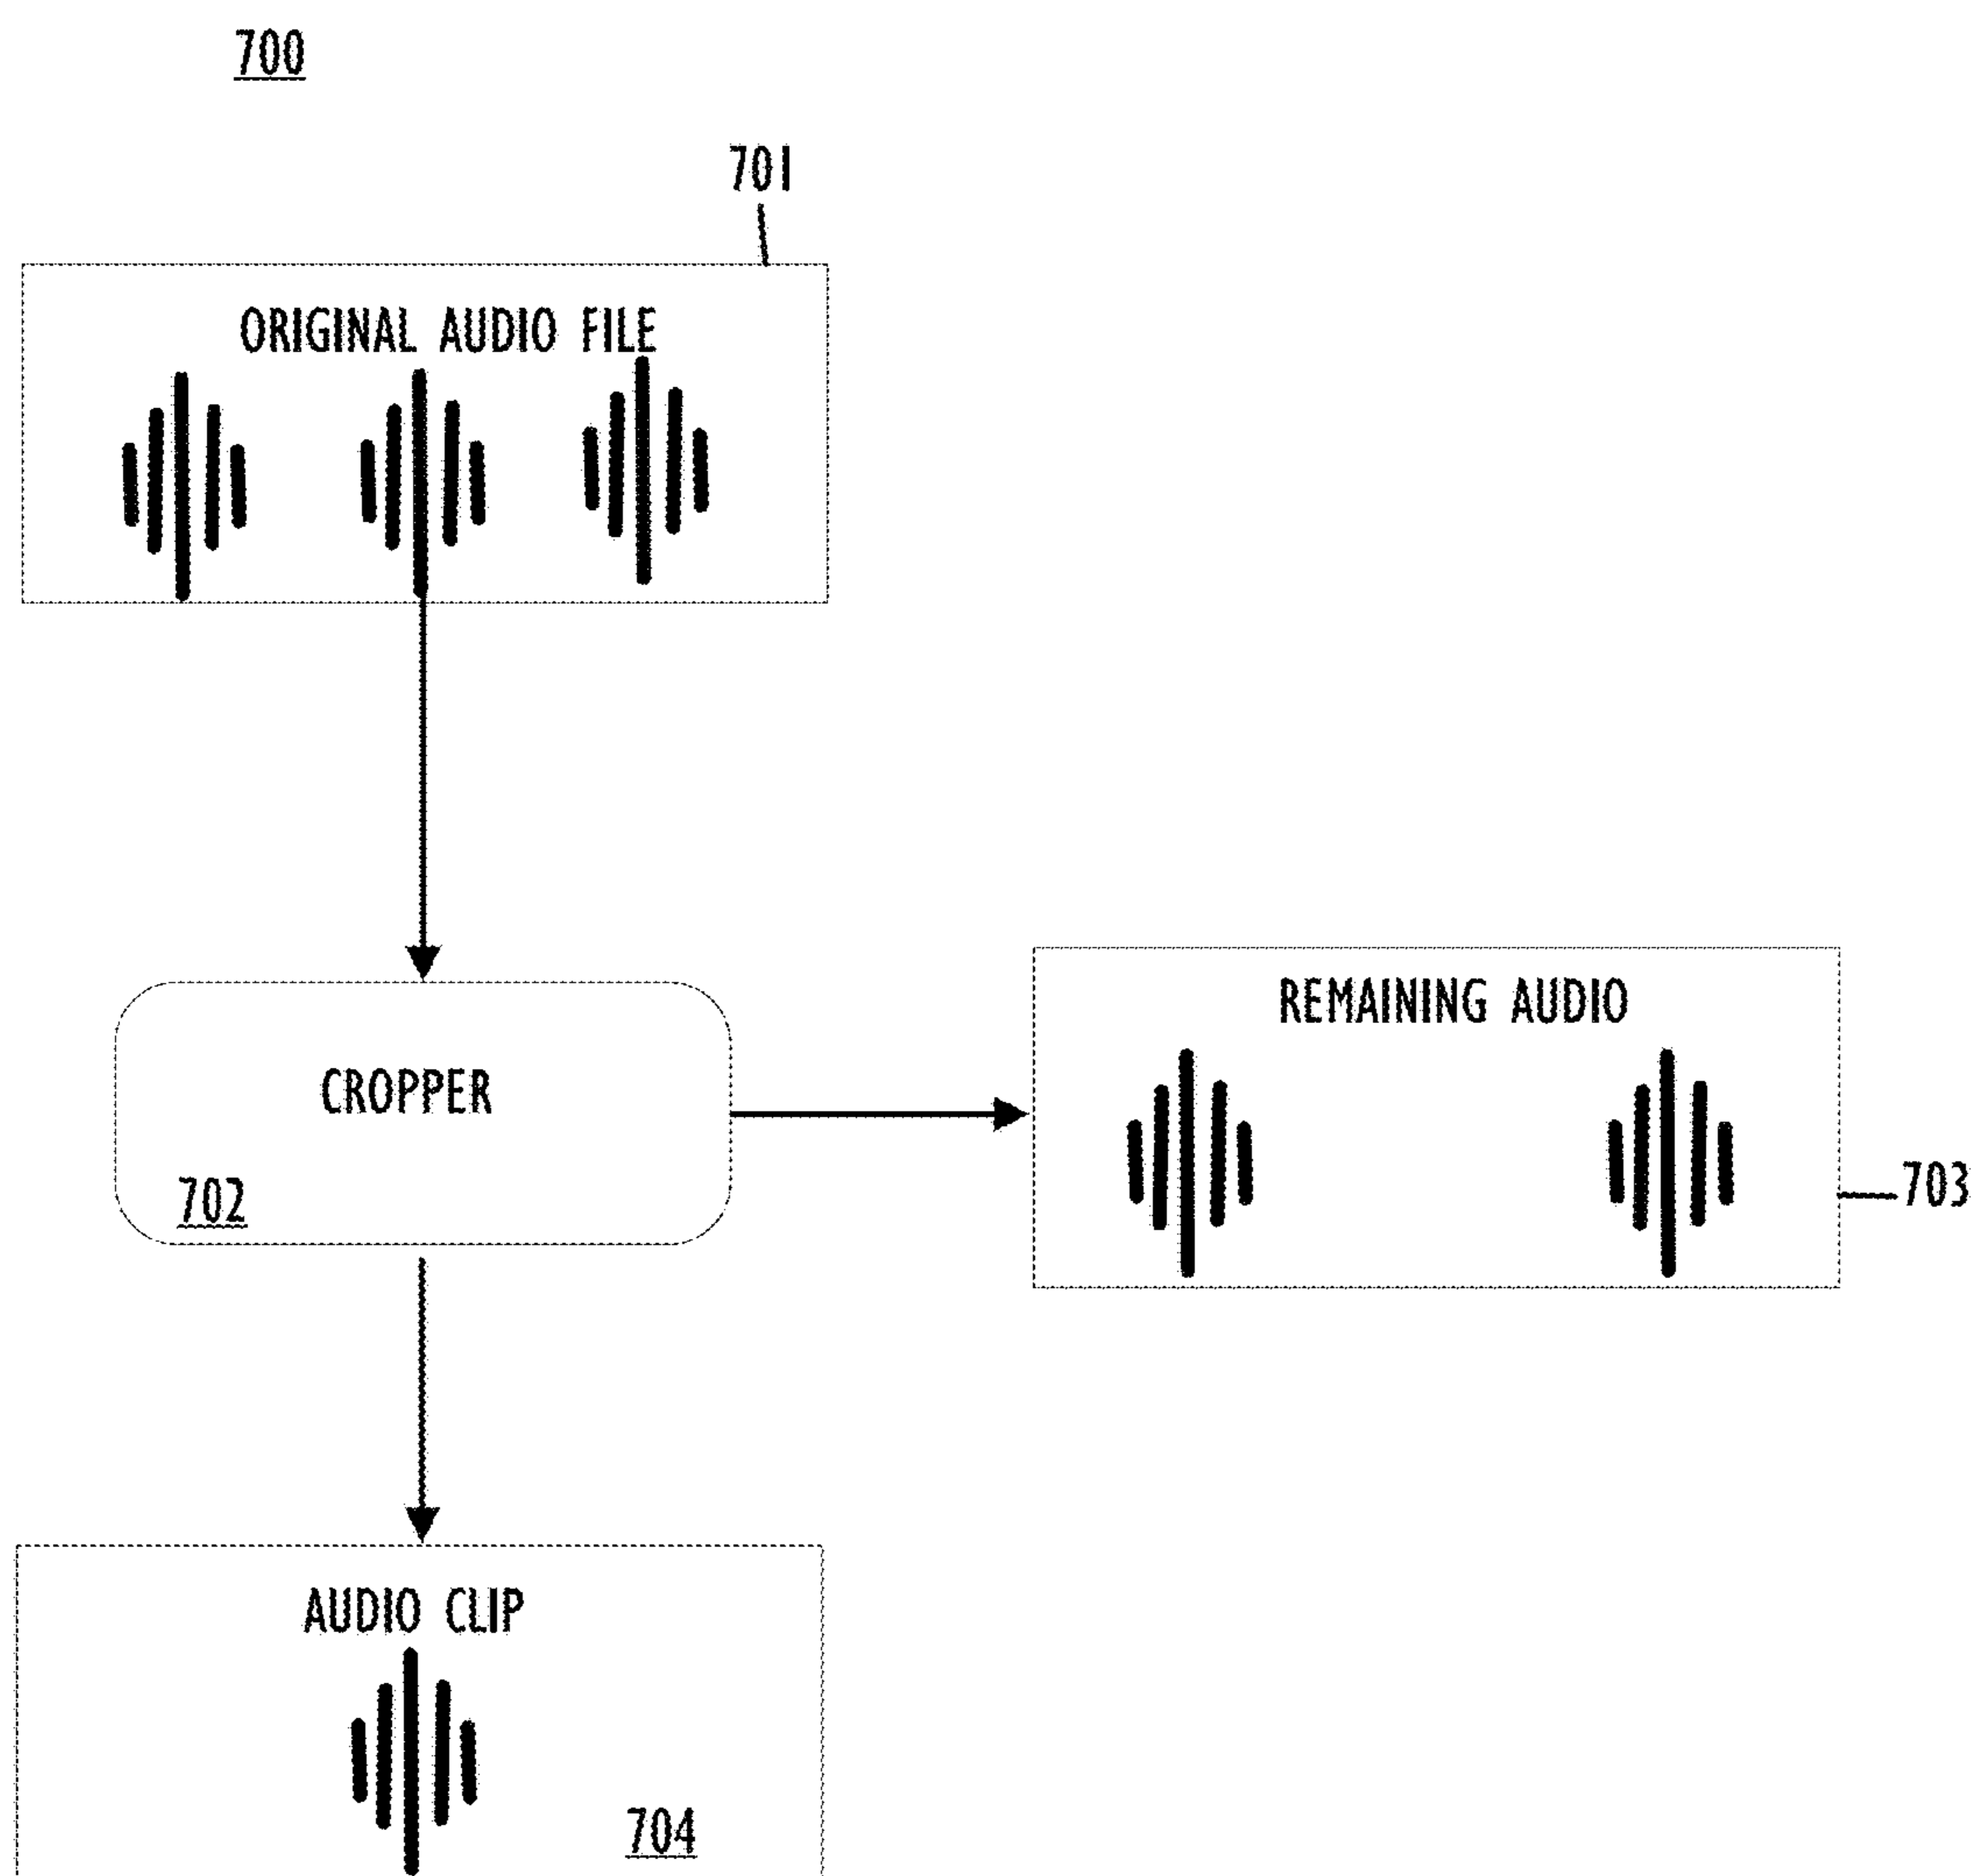 700
701
ORIGINAL AUDIO FILE
CROPPER
702
REMAINING AUDIO
703
AUDIO CLIP
704